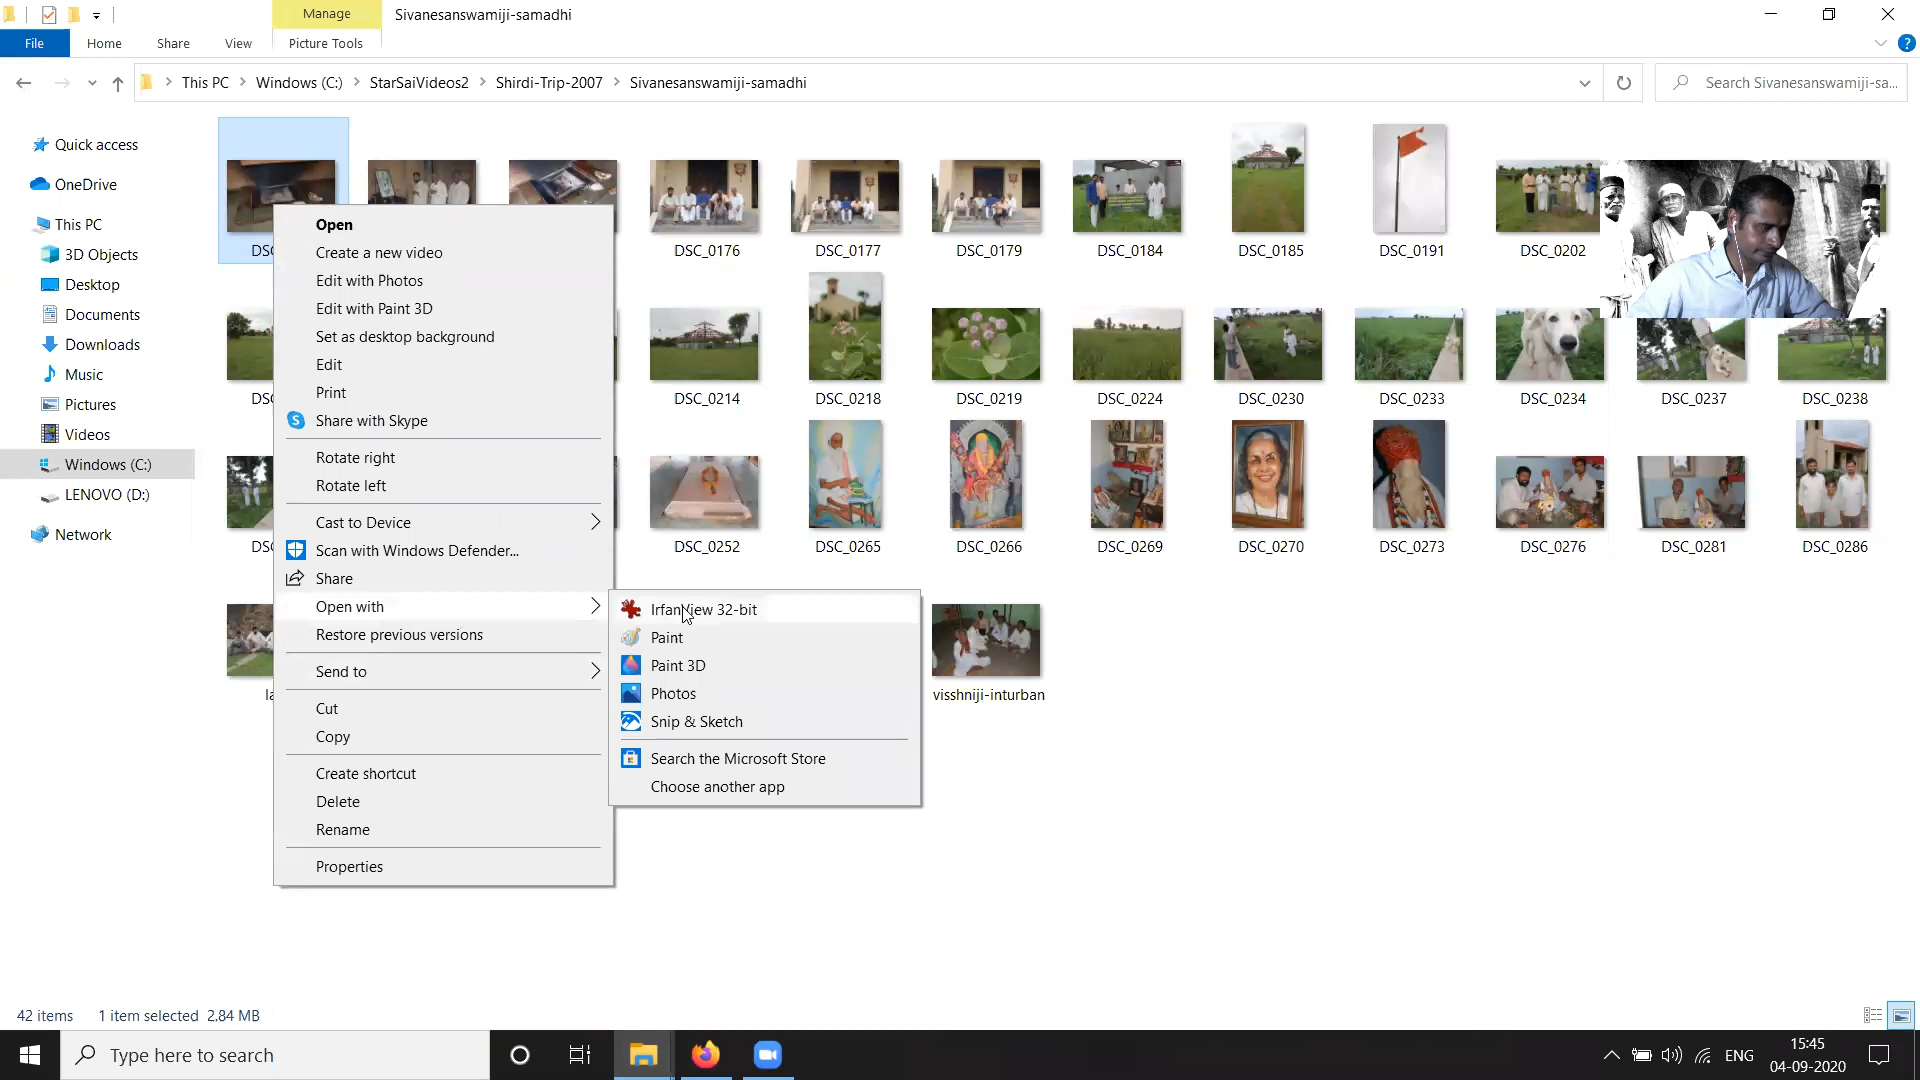 Manage
Sivanesanswamiji-samadhi
File
Home
Share
View
Picture Tools
This PC
Windows (C:)
StarSaiVideos2
Shirdi-Trip-2007
Sivanesanswamiji-samadhi
Search Sivanesanswamiji-sa...
Quick access
OneDrive
This PC
3D Objects
Desktop
Documents
Downloads
Music
Pictures
Videos
Windows (C:)
LENOVO (D:)
Network
DSC_0176
DSC_0177
DSC_0179
DSC_0184
DSC_0185
DSC_0191
DSC_0202
DSC_0214
DSC_0218
DSC_0219
DSC_0224
DSC_0230
DSC_0233
DSC_0234
DSC_0237
DSC_0238
DSC_0252
DSC_0265
DSC_0266
DSC_0269
DSC_0270
DSC_0273
DSC_0276
DSC_0281
DSC_0286
visshniji-inturban
Open
Create a new video
Edit with Photos
Edit with Paint 3D
Set as desktop background
Edit
Print
Share with Skype
Rotate right
Rotate left
Cast to Device
Scan with Windows Defender...
Share
Open with
Restore previous versions
Send to
Cut
Copy
Create shortcut
Delete
Rename
Properties
IrfanView 32-bit
Paint
Paint 3D
Photos
Snip & Sketch
Search the Microsoft Store
Choose another app
42 items
1 item selected 2.84 MB
Type here to search
ENG
15:45
04-09-2020